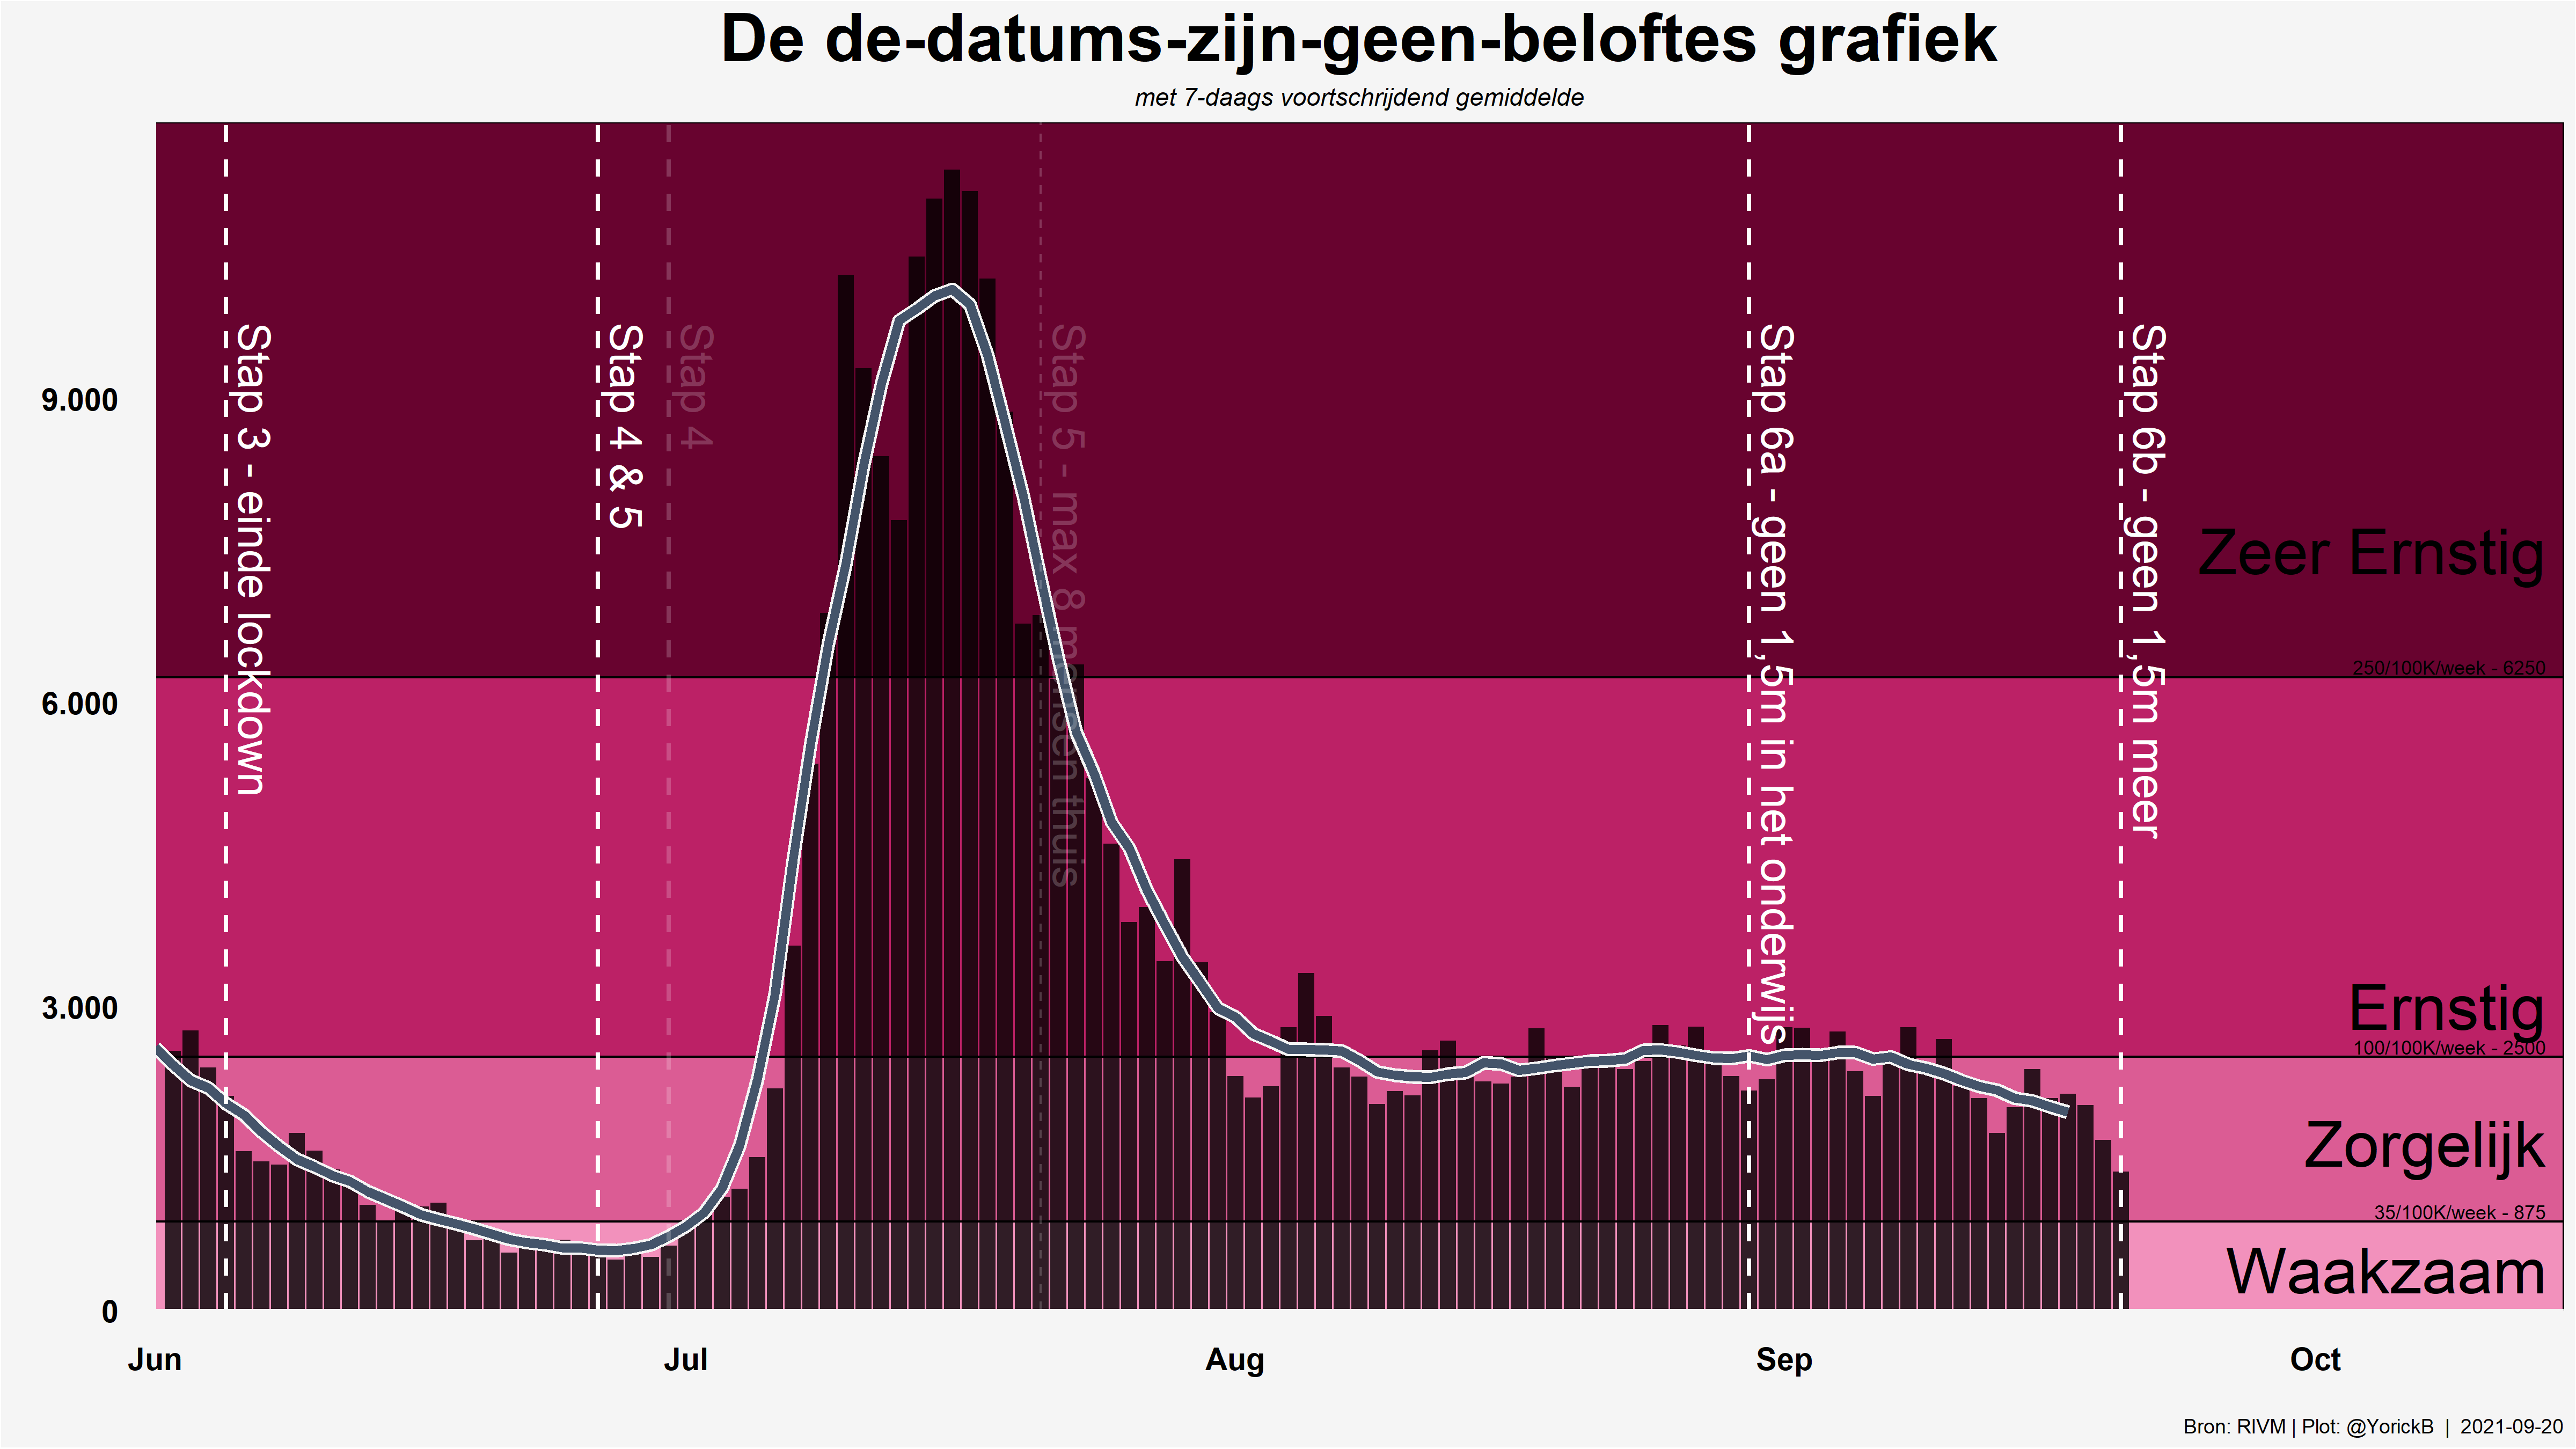 De de-datums-zijn-geen-beloftes grafiek
met 7-daags voortschrijdend gemiddelde
9.000
6.000
3.000
0
Stap 3 - einde lockdown
Stap 4 & 5
Stap 4
Stap 5 - max 8 mensen thuis
Stap 6a - geen 1,5m in het onderwijs
Stap 6b - geen 1,5m meer
Zeer Ernstig
250/100K/week - 6250
Ernstig
100/100K/week - 2500
Zorgelijk
35/100K/week - 875
Waakzaam
Jun
Jul
Aug
Sep
Oct
Bron: RIVM | Plot: @YorickB | 2021-09-20